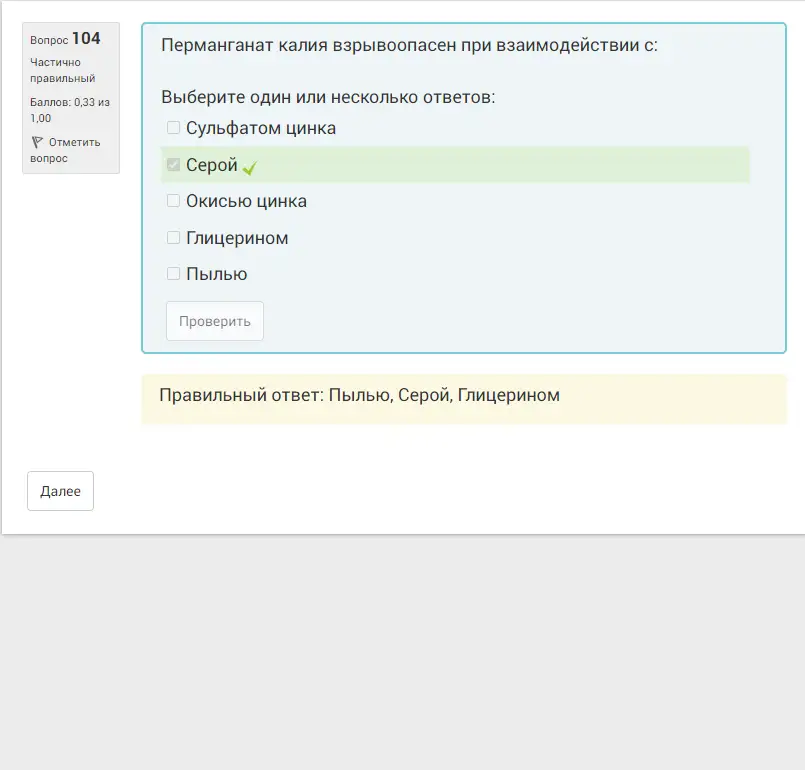 Вопрос 104
Частично
правильный
Баллов: 0,33 из
1,00
Отметить
вопрос
Перманганат калия взрывоопасен при взаимодействии с:
Выберите один или несколько ответов:
Сульфатом цинка
Серой
Окисью цинка
Глицерином
Пылью
Проверить
Правильный ответ: Пылью, Серой, Глицерином
Далее